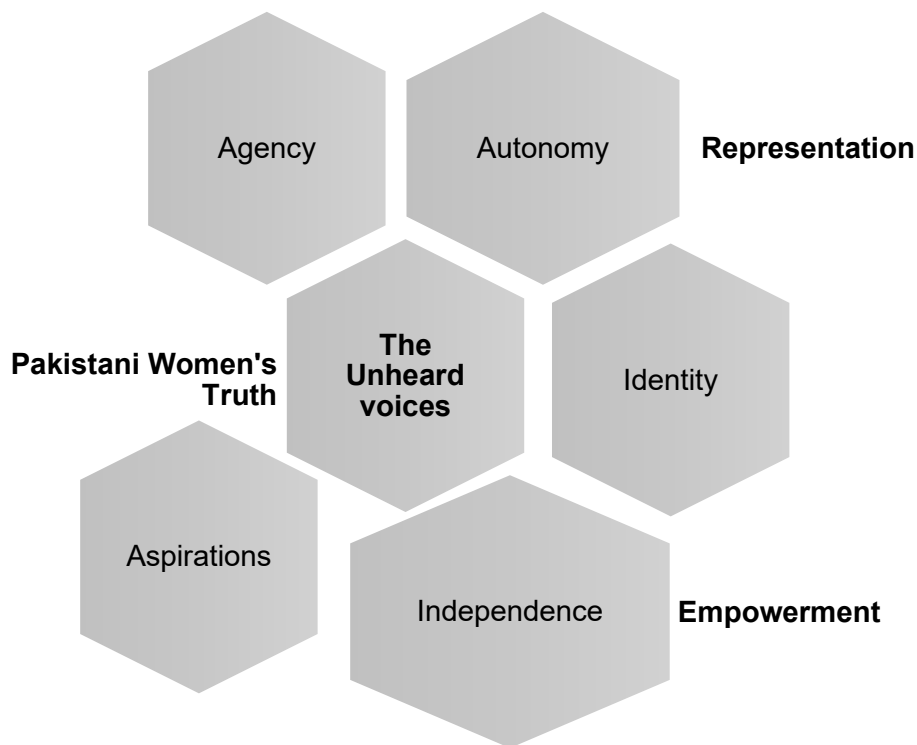 Agency
Autonomy
Representation
Pakistani Women's
Truth
The
Unheard
voices
Identity
Aspirations
Independence
Empowerment